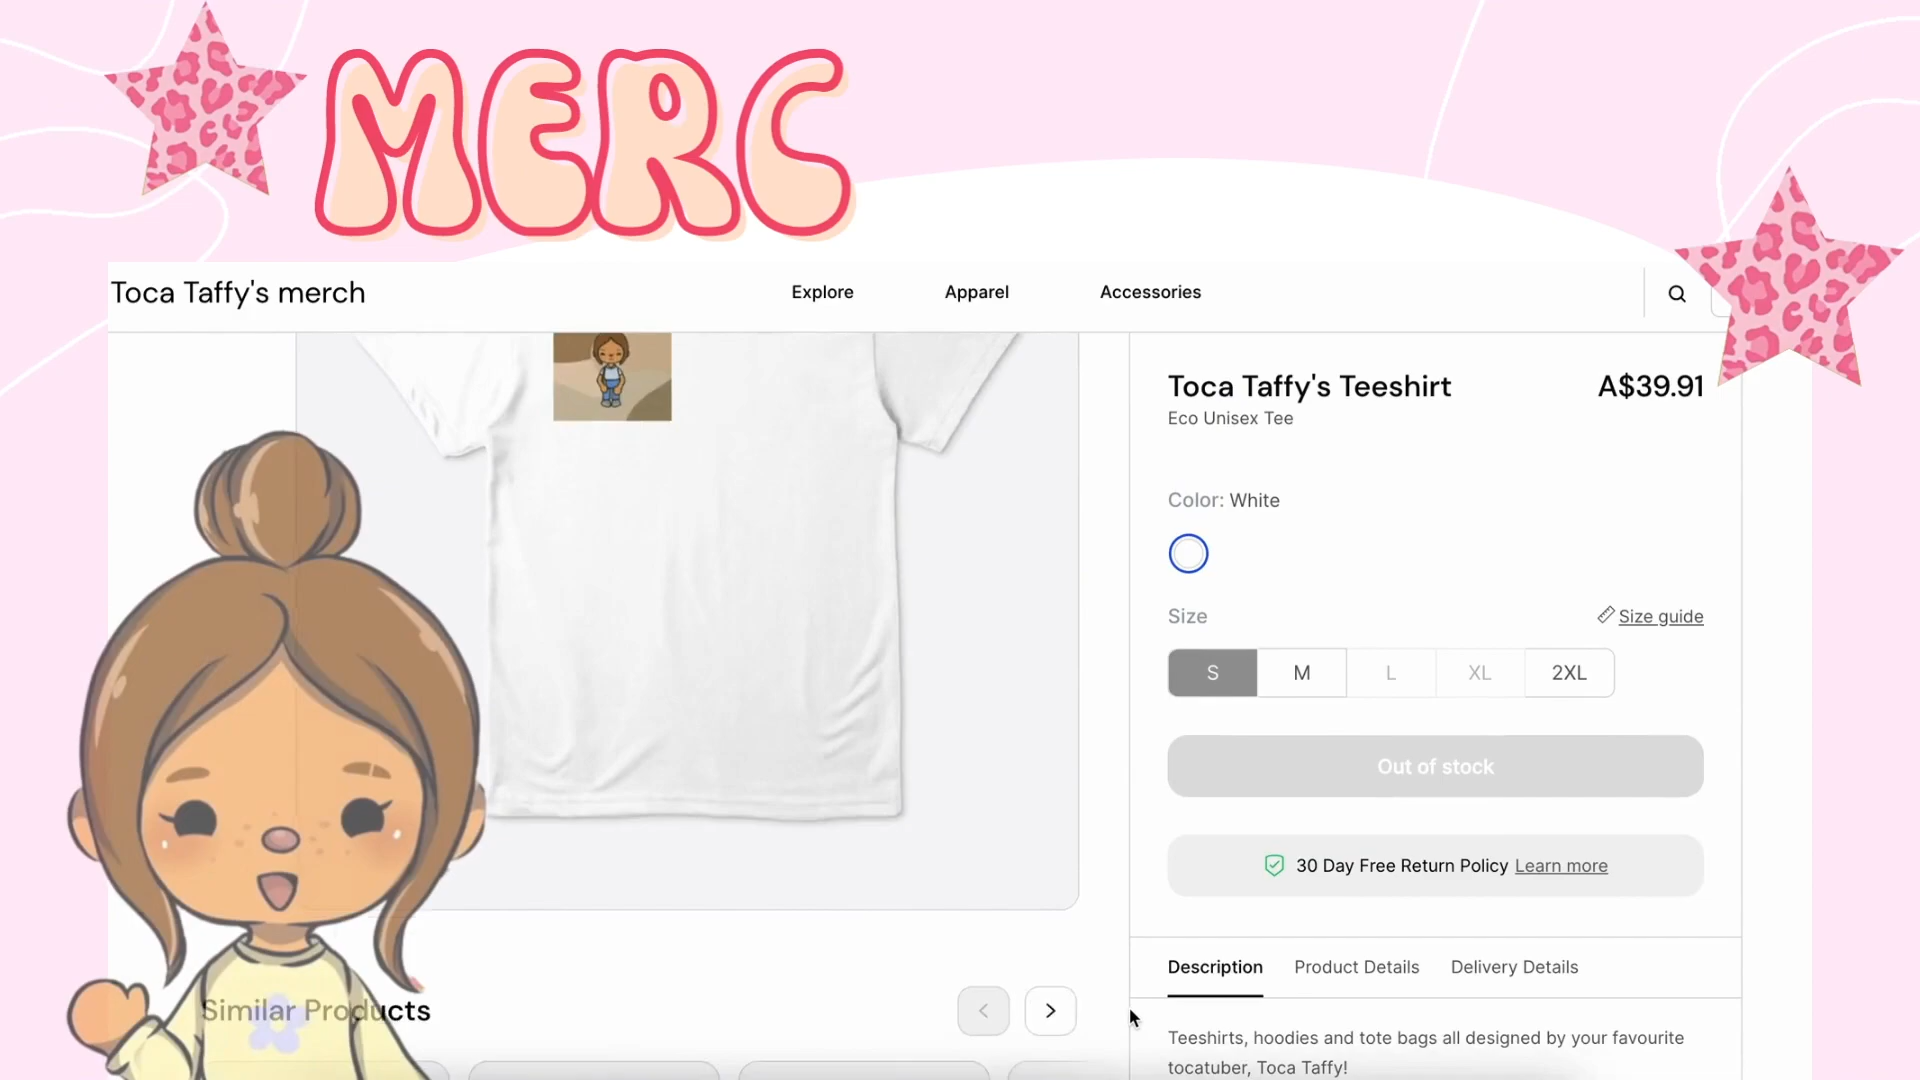 MERC
Toca Taffy's merch
Explore
Apparel
Accessories
Toca Taffy's Teeshirt
A$39.91
Eco Unisex Tee
Color: White
Size
Size guide
S
M
L
XL
2XL
Out of stock
30 Day Free Return Policy Learn more
Description
Product Details
Delivery Details
Similar Products
Teeshirts, hoodies and tote bags all designed by your favourite
tocatuber, Toca Taffy!